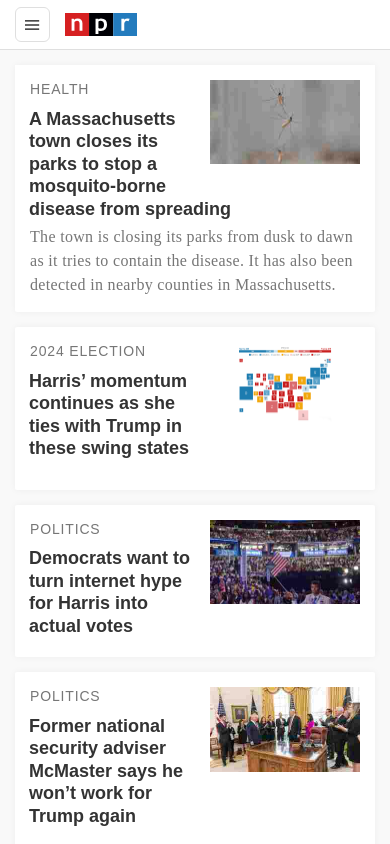 npr
HEALTH
A Massachusetts
town closes its
parks to stop a
mosquito-borne
disease from spreading
The town is closing its parks from dusk to dawn
as it tries to contain the disease. It has also been
detected in nearby counties in Massachusetts.
2024 ELECTION
Harris’ momentum
continues as she
ties with Trump in
these swing states
POLITICS
Democrats want to
turn internet hype
for Harris into
actual votes
POLITICS
Former national
security adviser
McMaster says he
won’t work for
Trump again